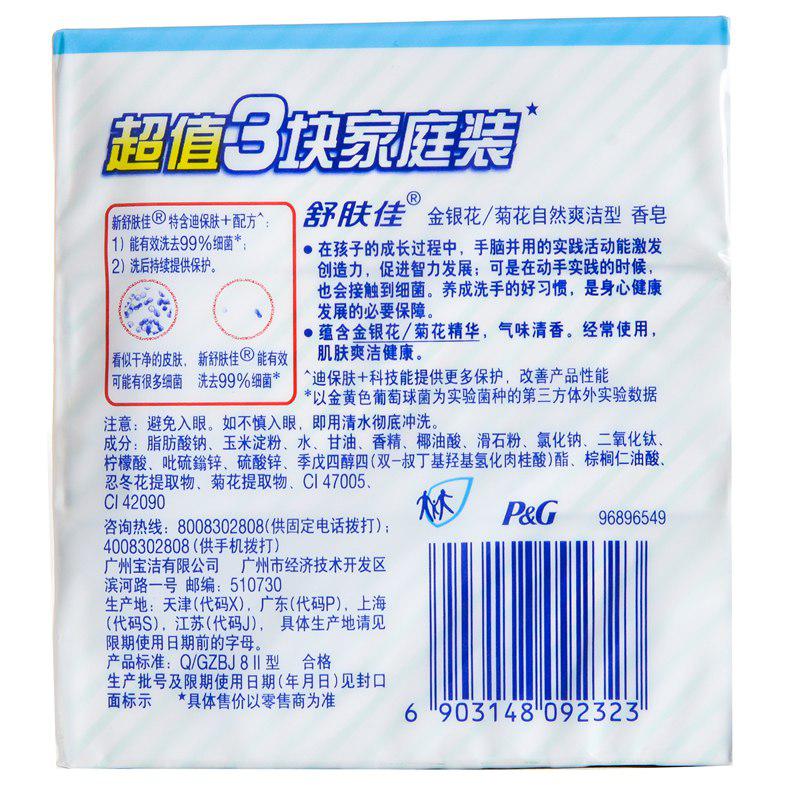 超值3块家庭装★
新舒肤佳®特含迪保肤+配方^:
1) 能有效洗去99%细菌*;
2) 洗后持续提供保护。
看似干净的皮肤,
可能有很多细菌
新舒肤佳®能有效
洗去99%细菌*
舒肤佳® 金银花/菊花自然爽洁型 香皂
• 在孩子的成长过程中,手脑并用的实践活动能激发
创造力,促进智力发展;可是在动手实践的时候,
也会接触到细菌。养成洗手的好习惯,是身心健康
发展的必要保障。
• 蕴含金银花/菊花精华,气味清香。经常使用,
肌肤爽洁健康。
^迪保肤+科技能提供更多保护,改善产品性能
*以金黄色葡萄球菌为实验菌种的第三方体外实验数据
注意:避免入眼。如不慎入眼,即用清水彻底冲洗。
成分:脂肪酸钠、玉米淀粉、水、甘油、香精、椰油酸、滑石粉、氯化钠、二氧化钛、
柠檬酸、吡硫鎓锌、硫酸锌、季戊四醇四(双-叔丁基羟基氢化肉桂酸)酯、棕榈仁油酸、
忍冬花提取物、菊花提取物、CI 47005、
CI 42090
咨询热线:8008302808(供固定电话拨打);
4008302808 (供手机拨打)
广州宝洁有限公司 广州市经济技术开发区
滨河路一号 邮编:510730
生产地:天津(代码X),广东(代码P),上海
(代码S),江苏(代码J), 具体生产地请见
限期使用日期前的字母。
产品标准:Q/GZBJ 8 II 型 合格
生产批号及限期使用日期(年月日)见封口
面标示 ★具体售价以零售商为准
P&G
96896549
6 903148 092323